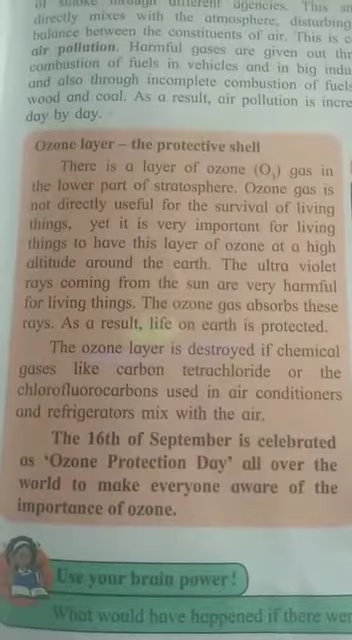 of smoke through different agencies. This
directly mixes with the atmosphere, disturbing
balance between the constituents of air. This is
air pollution. Harmful gases are given out
combustion of fuels in vehicles and in big
and also through incomplete combustion of
wood and coal. As a result, air pollution is
day by day.
Ozone layer – the protective shell
There is a layer of ozone (O₃) gas in
the lower part of stratosphere. Ozone gas is
not directly useful for the survival of living
things, yet it is very important for living
things to have this layer of ozone at a high
altitude around the earth. The ultra violet
rays coming from the sun are very harmful
for living things. The ozone gas absorbs these
rays. As a result, life on earth is protected.
The ozone layer is destroyed if chemical
gases like carbon tetrachloride or the
chlorofluorocarbons used in air conditioners
and refrigerators mix with the air.
The 16th of September is celebrated
as ‘Ozone Protection Day’ all over the
world to make everyone aware of the
importance of ozone.
Use your brain power!
What would have happened if there